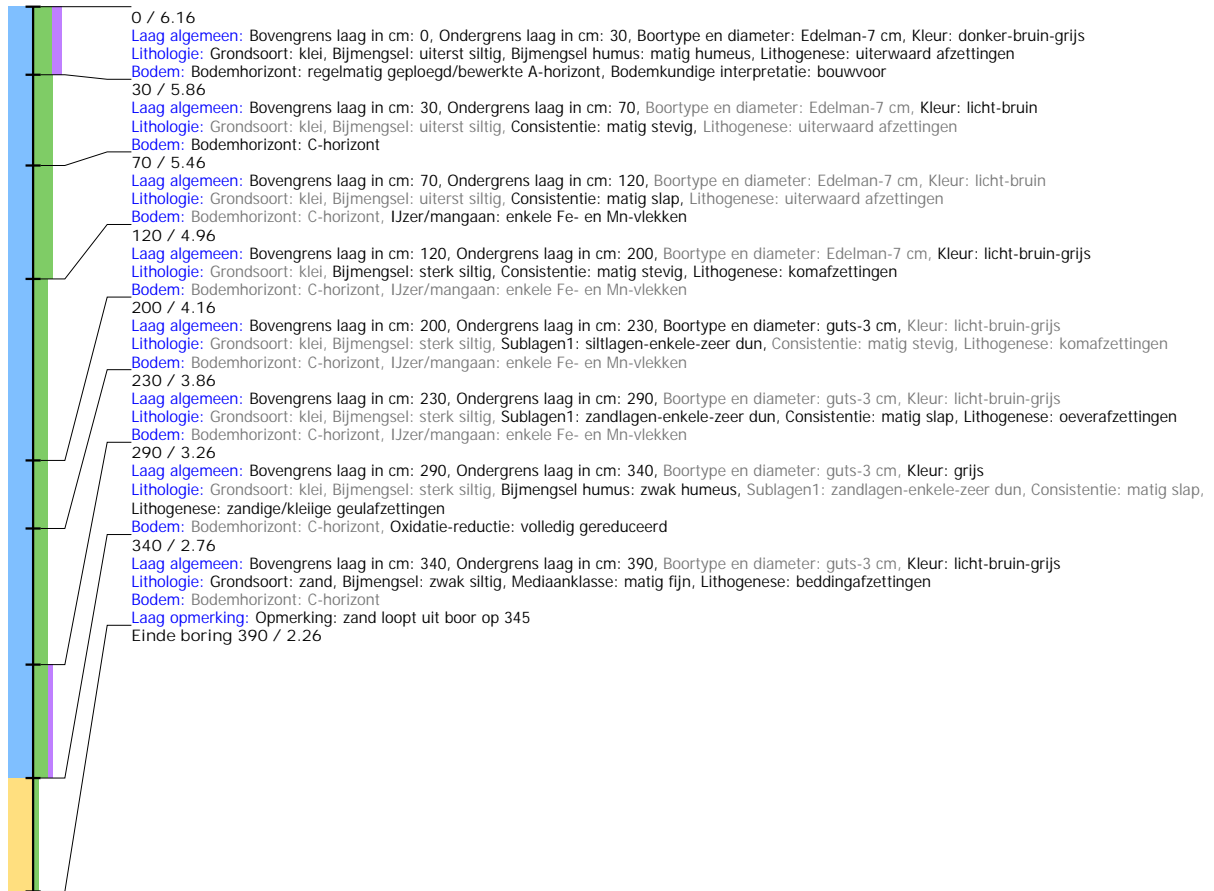 0 / 6.16
Laag algemeen: Bovengrens laag in cm: 0, Ondergrens laag in cm: 30, Boortype en diameter: Edelman-7 cm, Kleur: donker-bruin-grijs
Lithologie: Grondsoort: klei, Bijmengsel: uiterst siltig, Bijmengsel humus: matig humeus, Lithogenese: uiterwaard afzettingen
Bodem: Bodemhorizont: regelmatig geploegd/bewerkte A-horizont, Bodemkundige interpretatie: bouwvoor
30 / 5.86
Laag algemeen: Bovengrens laag in cm: 30, Ondergrens laag in cm: 70, Boortype en diameter: Edelman-7 cm, Kleur: licht-bruin
Lithologie: Grondsoort: klei, Bijmengsel: uiterst siltig, Consistentie: matig stevig, Lithogenese: uiterwaard afzettingen
Bodem: Bodemhorizont: C-horizont
70 / 5.46
Laag algemeen: Bovengrens laag in cm: 70, Ondergrens laag in cm: 120, Boortype en diameter: Edelman-7 cm, Kleur: licht-bruin
Lithologie: Grondsoort: klei, Bijmengsel: uiterst siltig, Consistentie: matig slap, Lithogenese: uiterwaard afzettingen
Bodem: Bodemhorizont: C-horizont, IJzer/mangaan: enkele Fe- en Mn-vlekken
120 / 4.96
Laag algemeen: Bovengrens laag in cm: 120, Ondergrens laag in cm: 200, Boortype en diameter: Edelman-7 cm, Kleur: licht-bruin-grijs
Lithologie: Grondsoort: klei, Bijmengsel: sterk siltig, Consistentie: matig stevig, Lithogenese: komafzettingen
Bodem: Bodemhorizont: C-horizont, IJzer/mangaan: enkele Fe- en Mn-vlekken
200 / 4.16
Laag algemeen: Bovengrens laag in cm: 200, Ondergrens laag in cm: 230, Boortype en diameter: guts-3 cm, Kleur: licht-bruin-grijs
Lithologie: Grondsoort: klei, Bijmengsel: sterk siltig, Sublagen1: siltlagen-enkele-zeer dun, Consistentie: matig stevig, Lithogenese: komafzettingen
Bodem: Bodemhorizont: C-horizont, IJzer/mangaan: enkele Fe- en Mn-vlekken
230 / 3.86
Laag algemeen: Bovengrens laag in cm: 230, Ondergrens laag in cm: 290, Boortype en diameter: guts-3 cm, Kleur: licht-bruin-grijs
Lithologie: Grondsoort: klei, Bijmengsel: sterk siltig, Sublagen1: zandlagen-enkele-zeer dun, Consistentie: matig slap, Lithogenese: oeverafzettingen
Bodem: Bodemhorizont: C-horizont, IJzer/mangaan: enkele Fe- en Mn-vlekken
290 / 3.26
Laag algemeen: Bovengrens laag in cm: 290, Ondergrens laag in cm: 340, Boortype en diameter: guts-3 cm, Kleur: grijs
Lithologie: Grondsoort: klei, Bijmengsel: sterk siltig, Bijmengsel humus: zwak humeus, Sublagen1: zandlagen-enkele-zeer dun, Consistentie: matig slap,
Lithogenese: zandige/kleiige geulafzettingen
Bodem: Bodemhorizont: C-horizont, Oxidatie-reductie: volledig gereduceerd
340 / 2.76
Laag algemeen: Bovengrens laag in cm: 340, Ondergrens laag in cm: 390, Boortype en diameter: guts-3 cm, Kleur: licht-bruin-grijs
Lithologie: Grondsoort: zand, Bijmengsel: zwak siltig, Mediaanklasse: matig fijn, Lithogenese: beddingafzettingen
Bodem: Bodemhorizont: C-horizont
Laag opmerking: Opmerking: zand loopt uit boor op 345
Einde boring 390 / 2.26